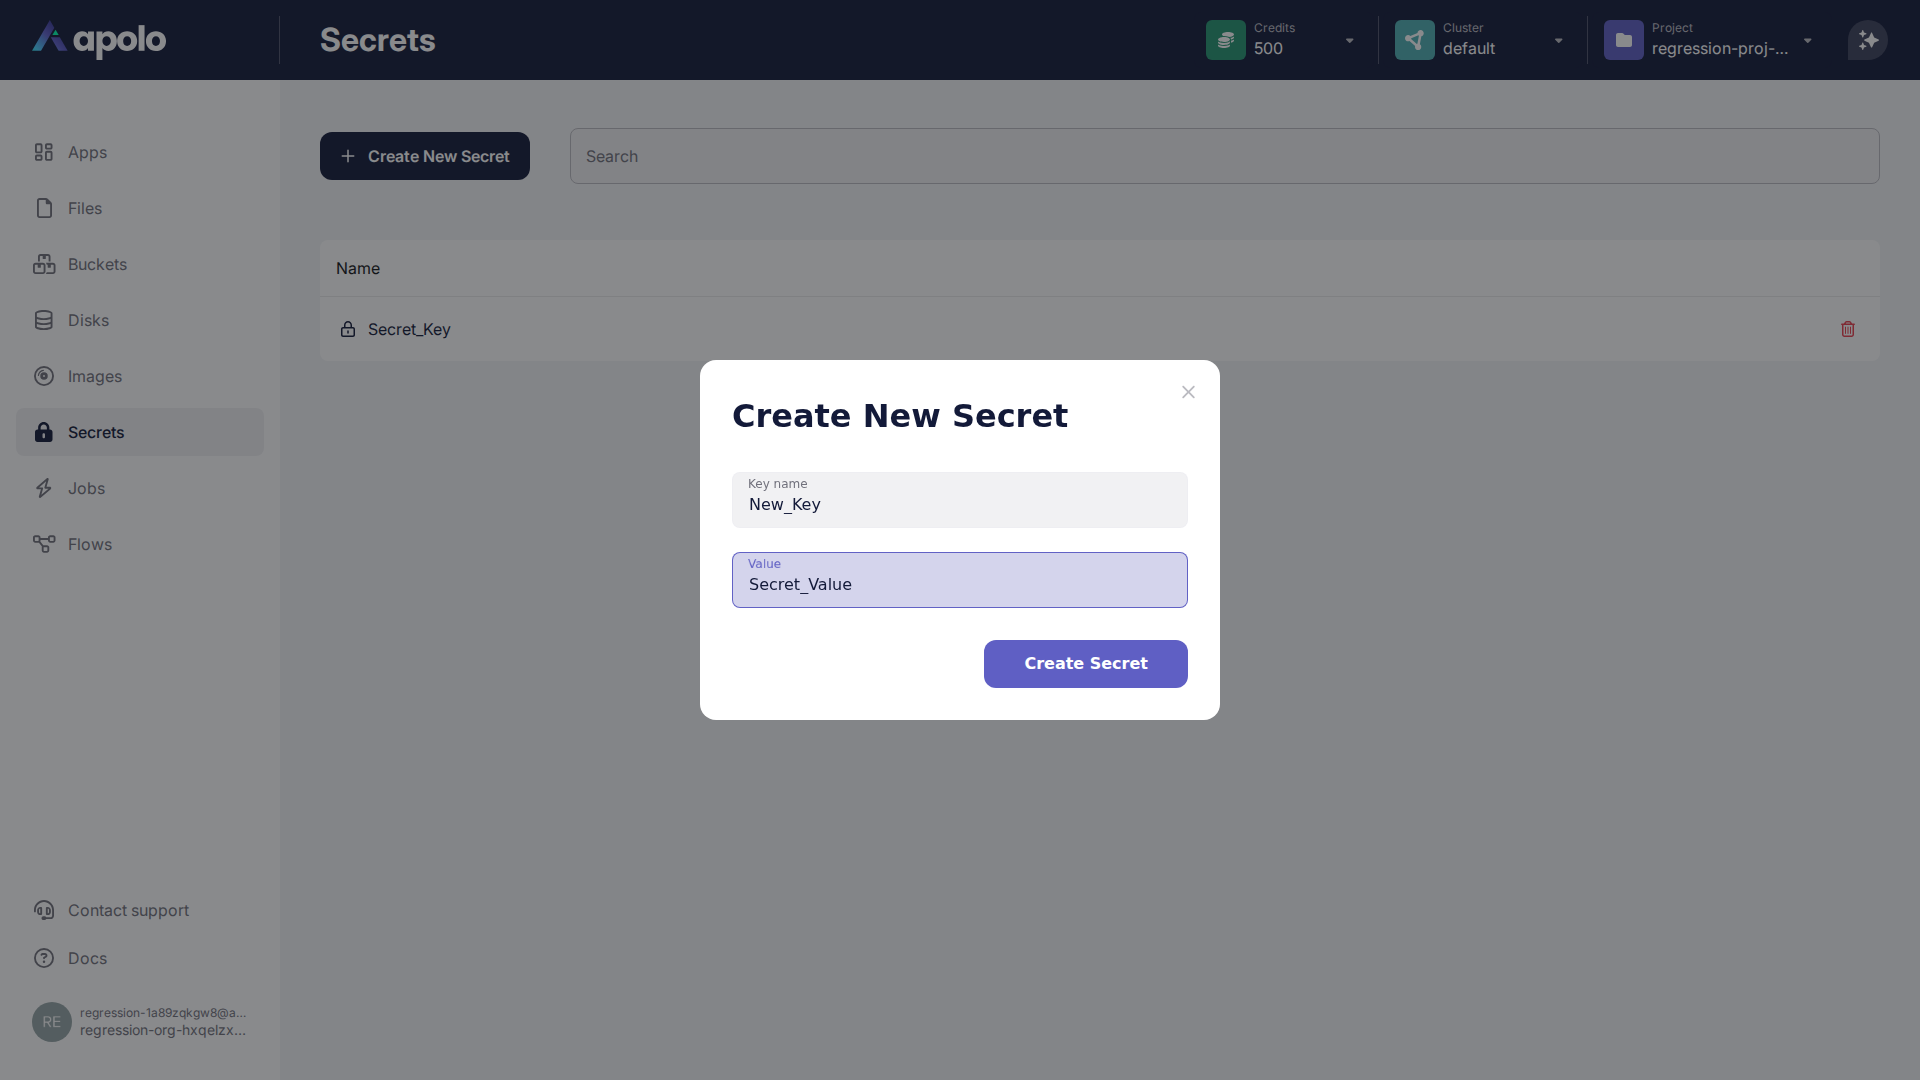 apolo
Secrets
Credits
500
Cluster
default
Project
regression-proj-...
Apps
Files
Buckets
Disks
Images
Secrets
Jobs
Flows
Contact support
Docs
RE
regression-1a89zqkgw8@a...
regression-org-hxqelzx...
Create New Secret
Search
Name
Secret_Key
Create New Secret
Key name
New_Key
Value
Secret_Value
Create Secret